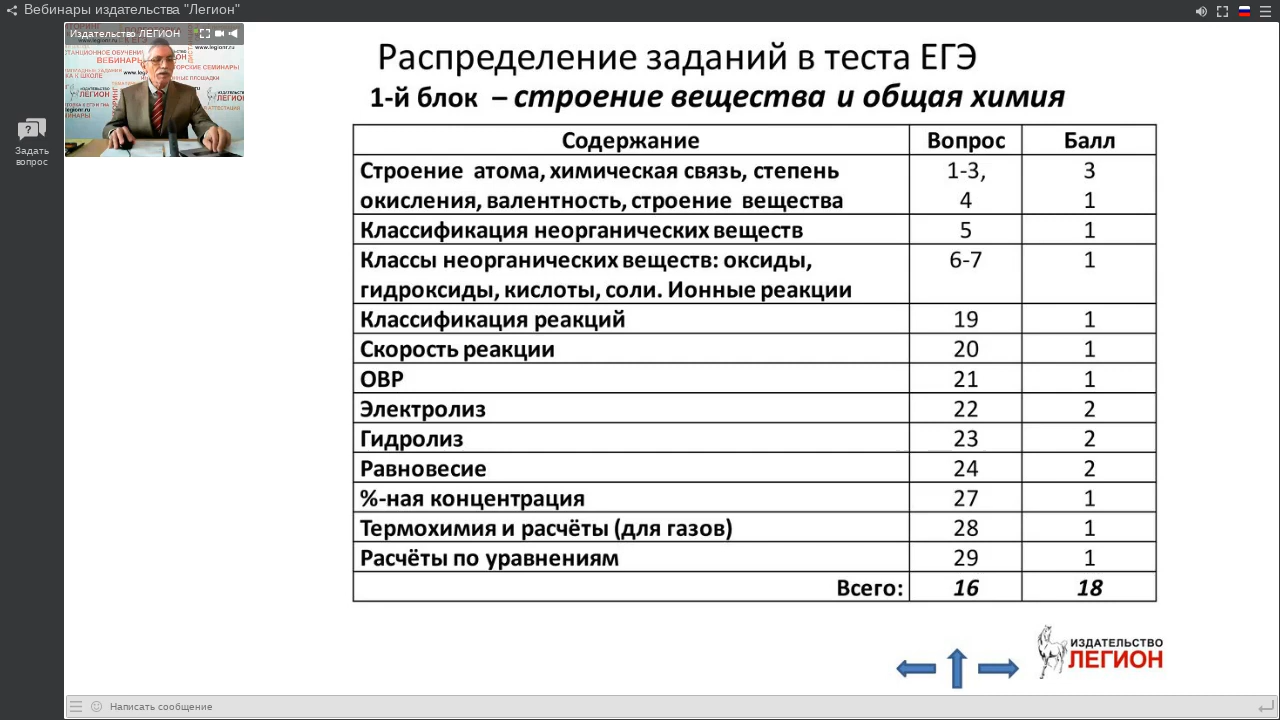 Вебинары издательства "Легион"
Издательство ЛЕГИОН
www.legionr.ru
ВЕБИНАРЫ
Задать
вопрос
Распределение заданий в теста ЕГЭ
1-й блок – строение вещества и общая химия
Содержание Вопрос Балл
Строение атома, химическая связь, степень 1-3, 3
окисления, валентность, строение вещества 4 1
Классификация неорганических веществ 5 1
Классы неорганических веществ: оксиды, 6-7 1
гидроксиды, кислоты, соли. Ионные реакции
Классификация реакций 19 1
Скорость реакции 20 1
ОВР 21 1
Электролиз 22 2
Гидролиз 23 2
Равновесие 24 2
%-ная концентрация 27 1
Термохимия и расчёты (для газов) 28 1
Расчёты по уравнениям 29 1
Всего: 16 18
ИЗДАТЕЛЬСТВО
ЛЕГИОН
Написать сообщение